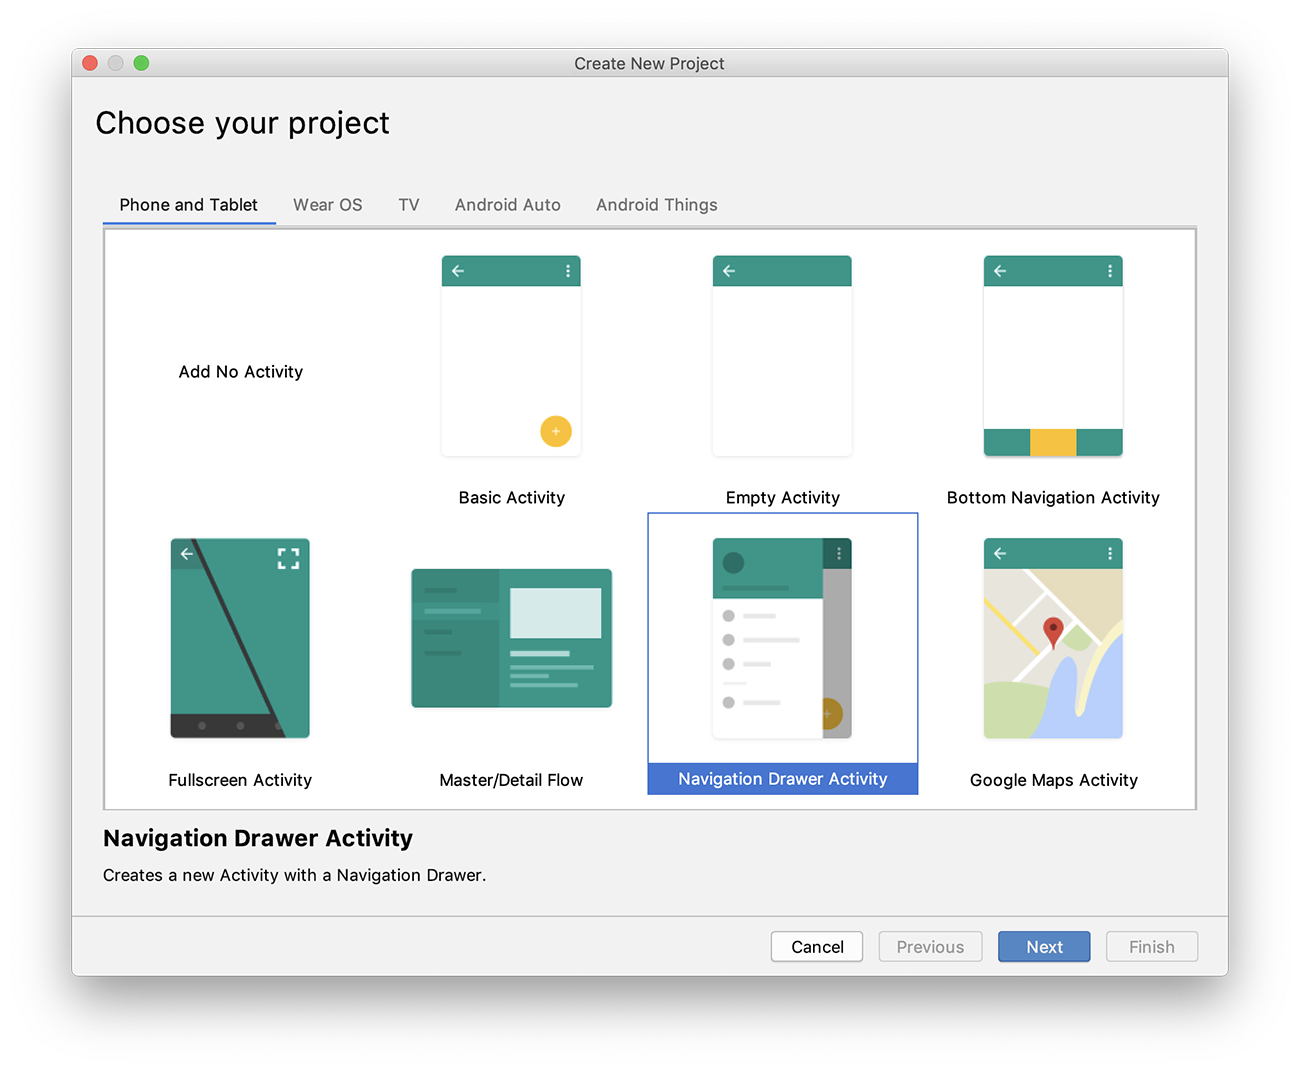 Create New Project
Choose your project
Phone and Tablet Wear OS TV Android Auto Android Things
Add No Activity
Basic Activity Empty Activity Bottom Navigation Activity
Fullscreen Activity Master/Detail Flow Navigation Drawer Activity Google Maps Activity
Navigation Drawer Activity
Creates a new Activity with a Navigation Drawer.
Cancel Previous Next Finish